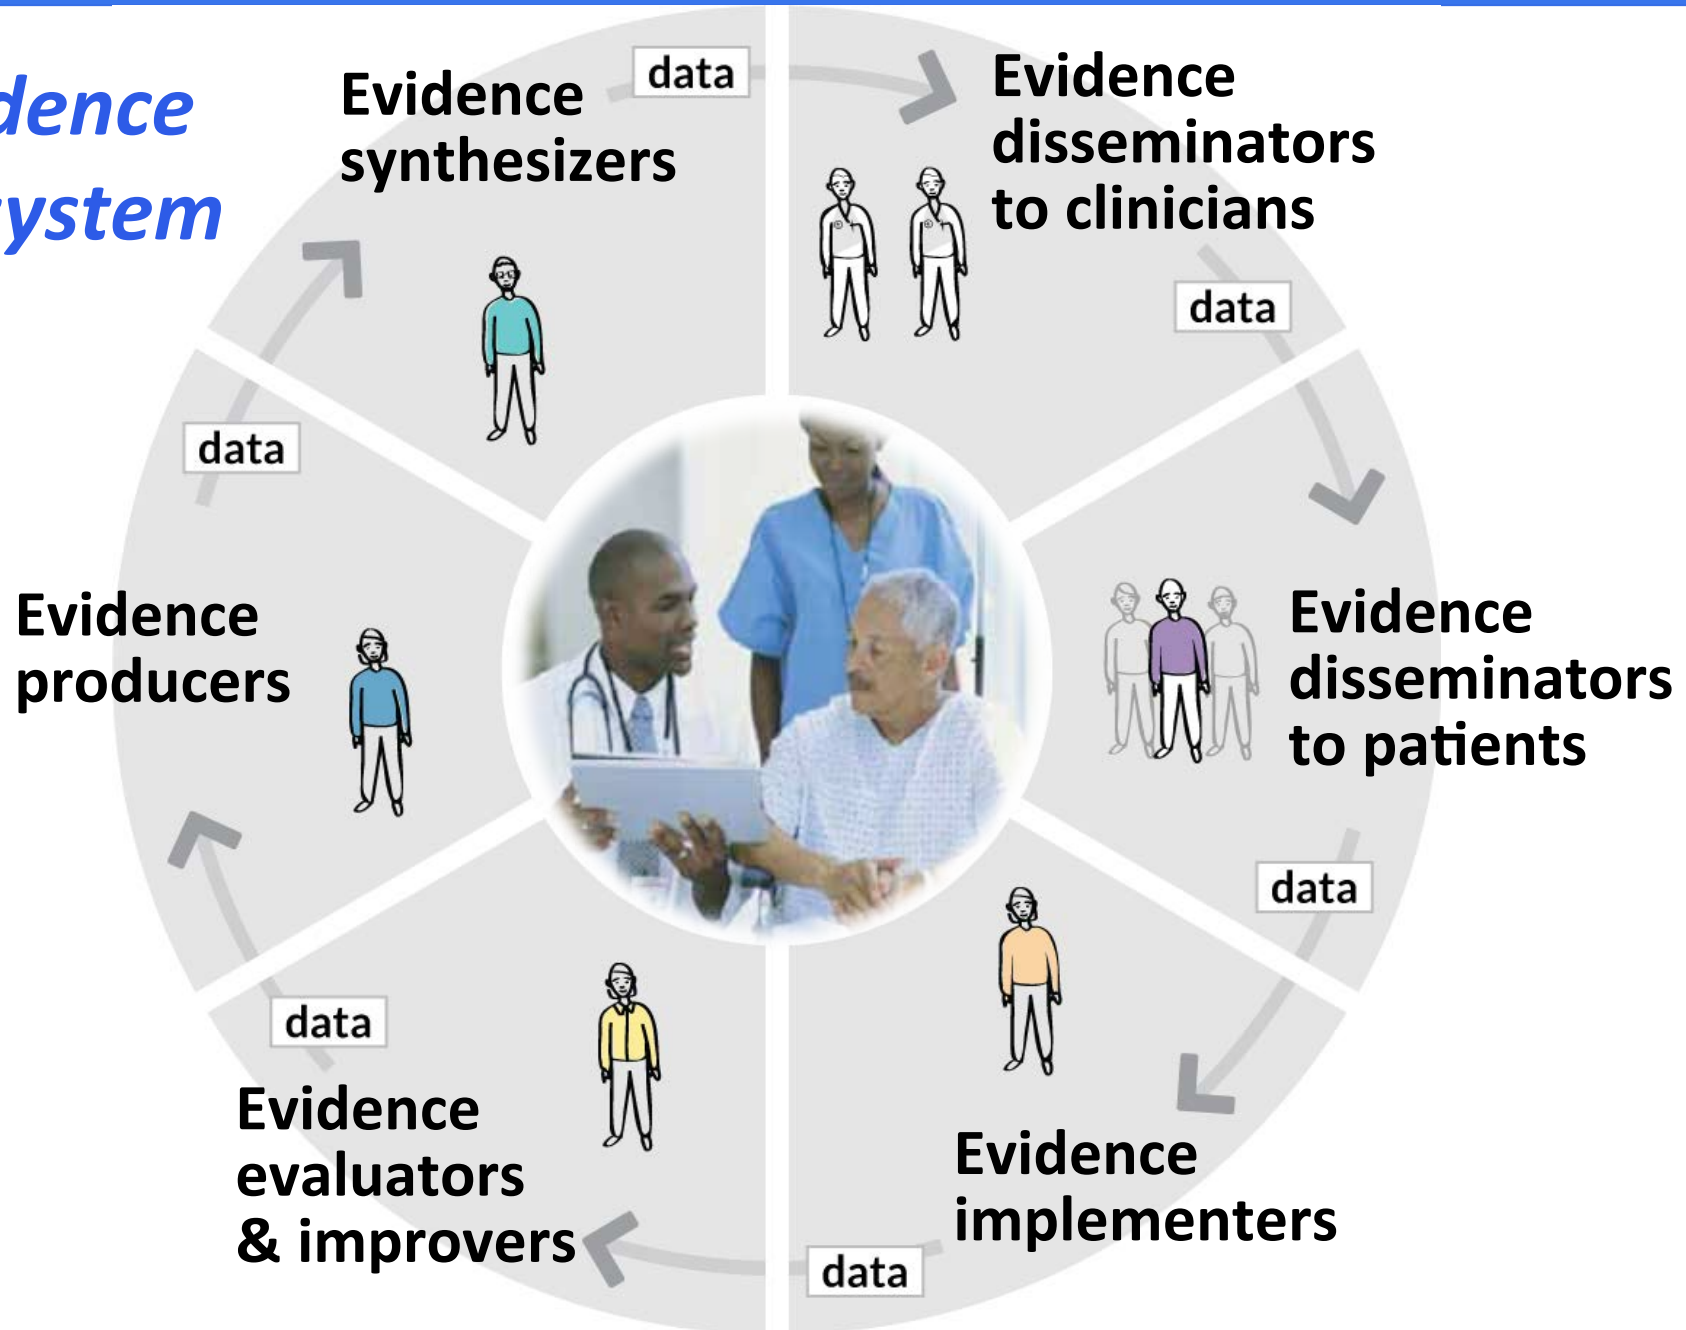 dence
system
Evidence
synthesizers
data
Evidence
disseminators
to clinicians
data
Evidence
disseminators
to patients
data
Evidence
implementers
data
Evidence
evaluators
& improvers
data
Evidence
producers
data